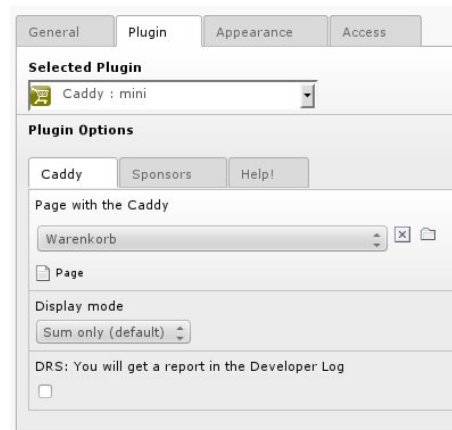 General Plugin Appearance Access
Selected Plugin
Caddy : mini
Plugin Options
Caddy Sponsors Help!
Page with the Caddy
Warenkorb
Page
Display mode
Sum only (default)
DRS: You will get a report in the Developer Log